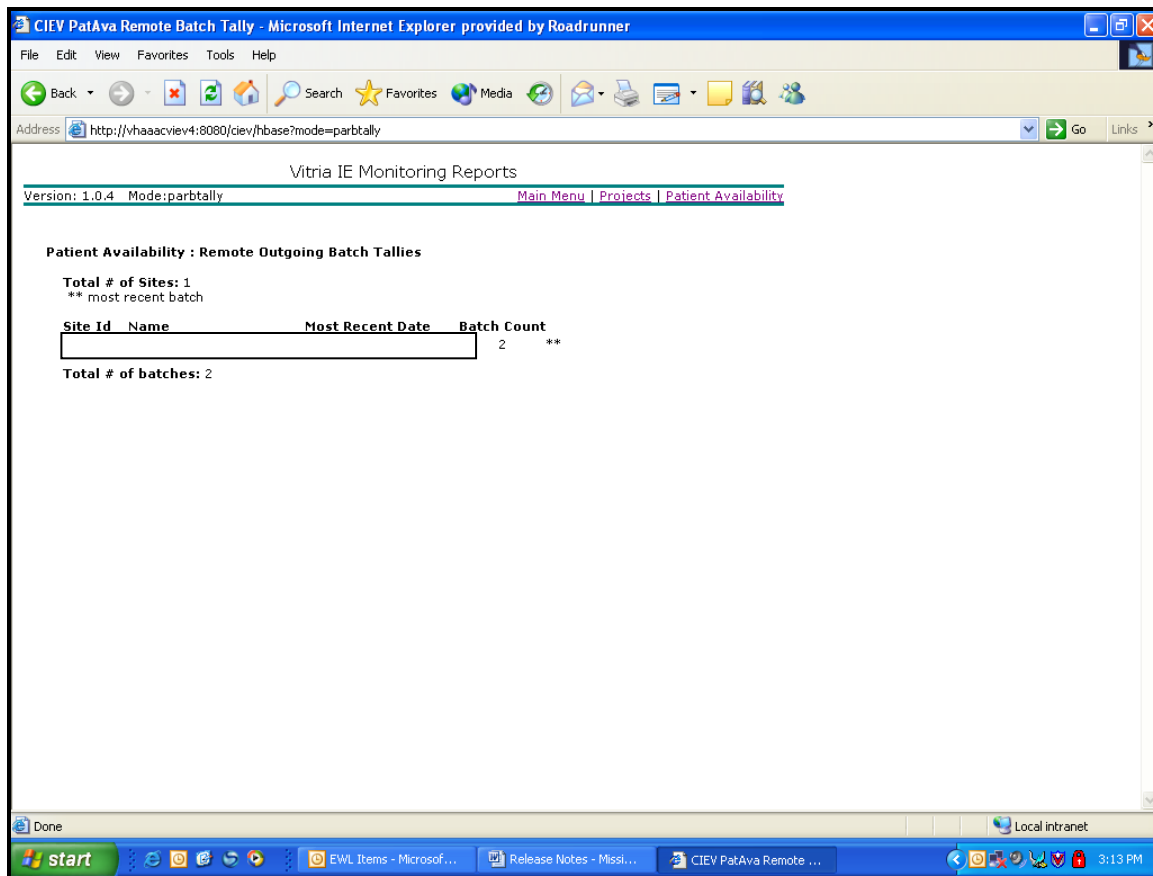 CIEV PatAva Remote Batch Tally - Microsoft Internet Explorer provided by Roadrunner
File Edit View Favorites Tools Help
Back Search Favorites Media
Address http://vhaaacviev4:8080/ciev/hbase?mode=parbtally Go Links »
Vitria IE Monitoring Reports
Version: 1.0.4 Mode:parbtally Main Menu | Projects | Patient Availability
Patient Availability : Remote Outgoing Batch Tallies
Total # of Sites: 1
** most recent batch
Site Id Name Most Recent Date Batch Count
2 **
Total # of batches: 2
Done Local intranet
start EWL Items - Microsof... Release Notes - Missi... CIEV PatAva Remote ... 3:13 PM